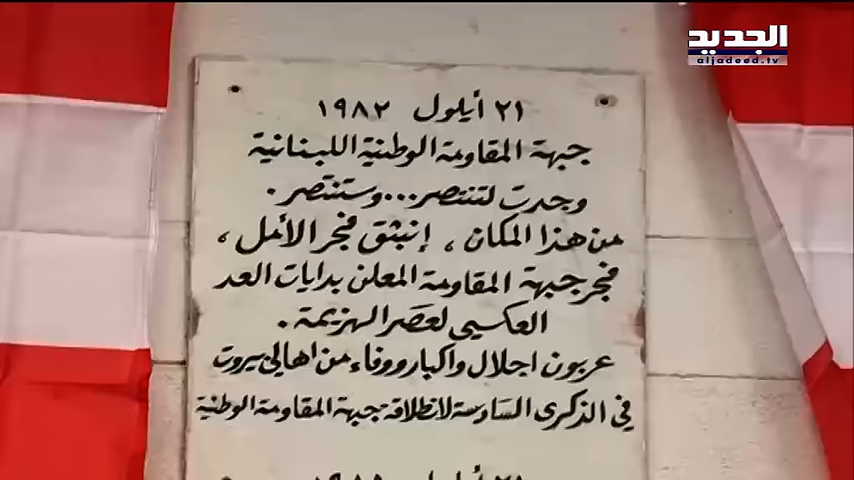 الجديد
aljadeed.tv
٢١ أيلول ١٩٨٢
جبهة المقاومة الوطنية اللبنانية
وجدت لتنتصر...وستنتصر.
من هذا المكان، إنبثق فجر الأمل،
فجر جبهة المقاومة المعلن بدايات العد
العكسي لعصر الهزيمة.
عربون اجلال واكبار ووفاء من اهالي بيروت
في الذكرى السادسة لانطلاقة جبهة المقاومة الوطنية